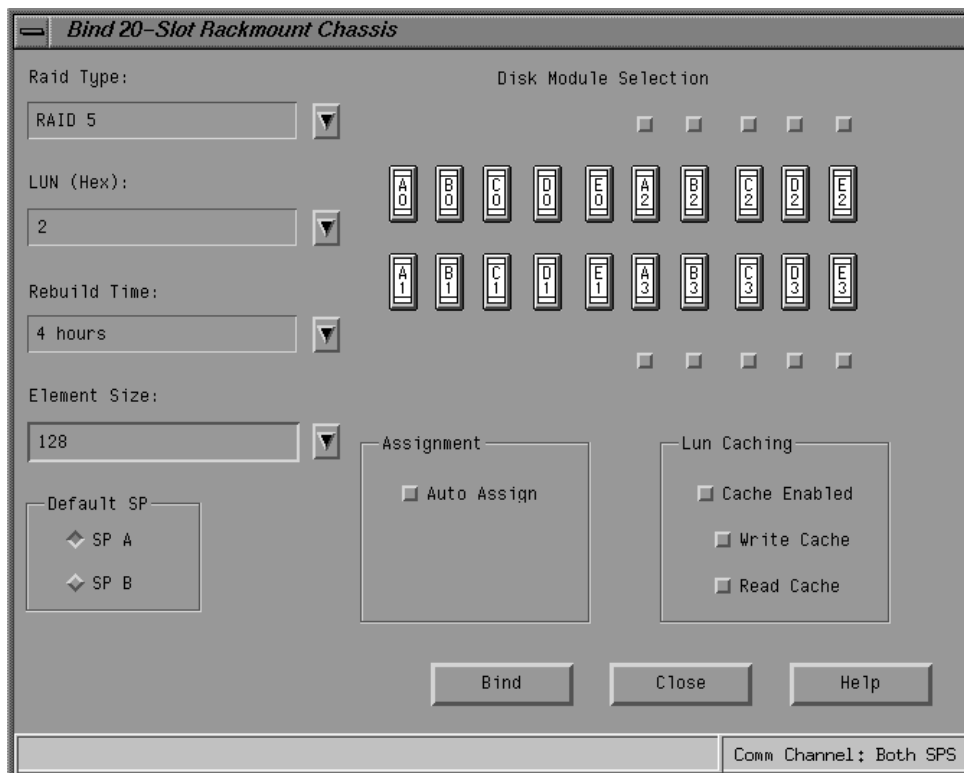 Bind 20-Slot Rackmount Chassis
Raid Type:
Disk Module Selection
RAID 5
LUN (Hex):
A0 B0 C0 D0 E0 A2 B2 C2 D2 E2
2
A1 B1 C1 D1 E1 A3 B3 C3 D3 E3
Rebuild Time:
4 hours
Element Size:
128
Default SP
SP A
SP B
Assignment
Auto Assign
Lun Caching
Cache Enabled
Write Cache
Read Cache
Bind
Close
Help
Comm Channel: Both SPS